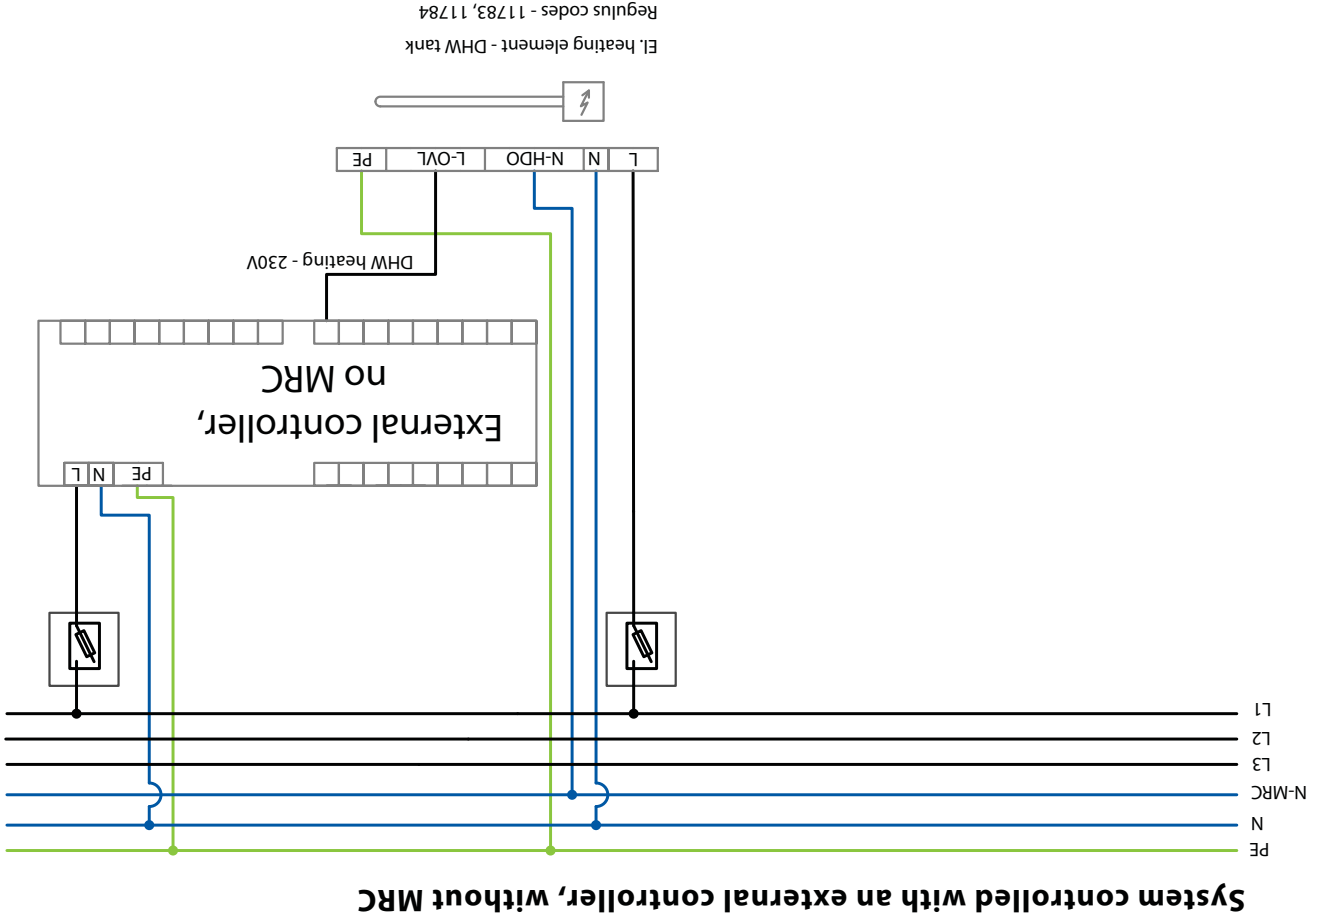 System controlled with an external controller, without MRC
PE
N
N-MRC
L3
L2
L1
L N PE
External controller,
no MRC
DHW heating - 230V
L N N-HDO L-OVL PE
El. heating element - DHW tank
Regulus codes - 11783, 11784